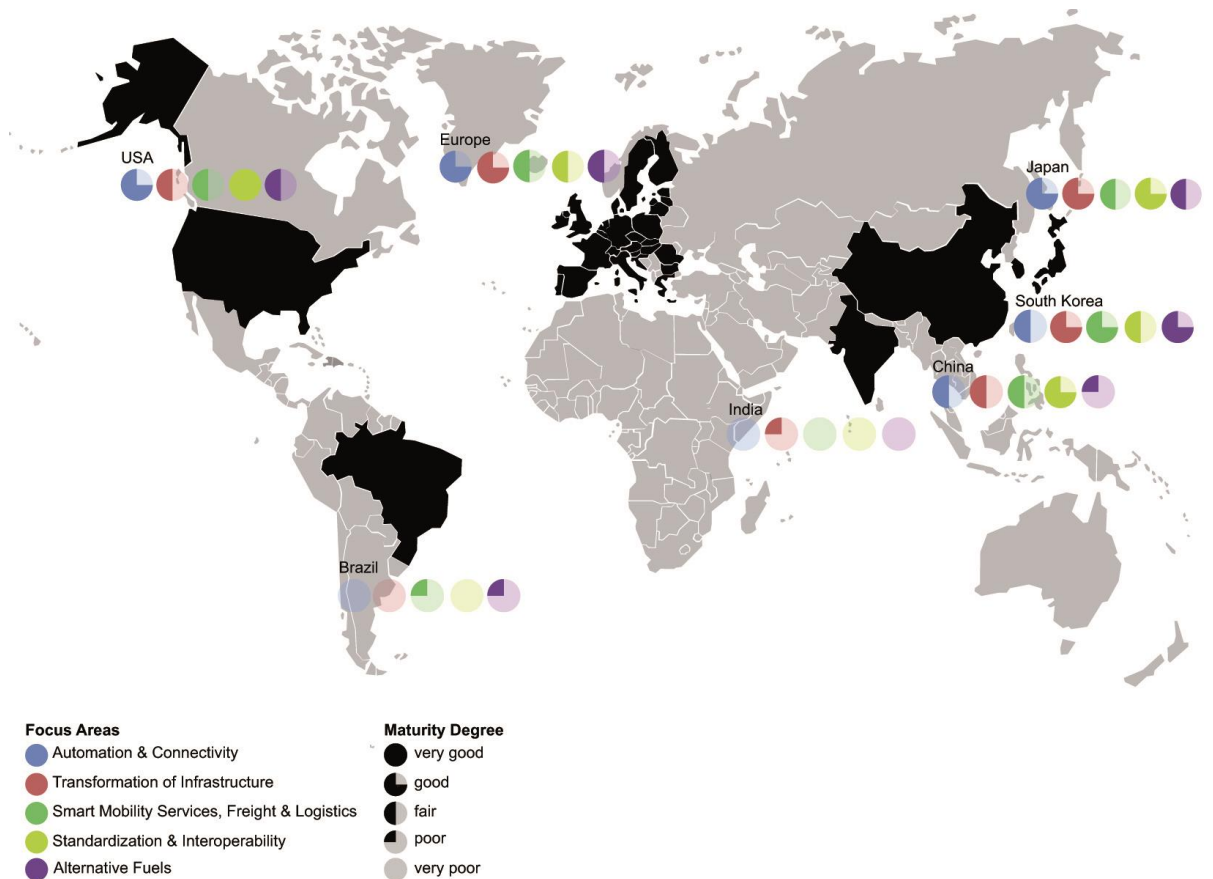 USA
Europe
Japan
South Korea
China
India
Brazil
Focus Areas
Automation & Connectivity
Transformation of Infrastructure
Smart Mobility Services, Freight & Logistics
Standardization & Interoperability
Alternative Fuels
Maturity Degree
very good
good
fair
poor
very poor